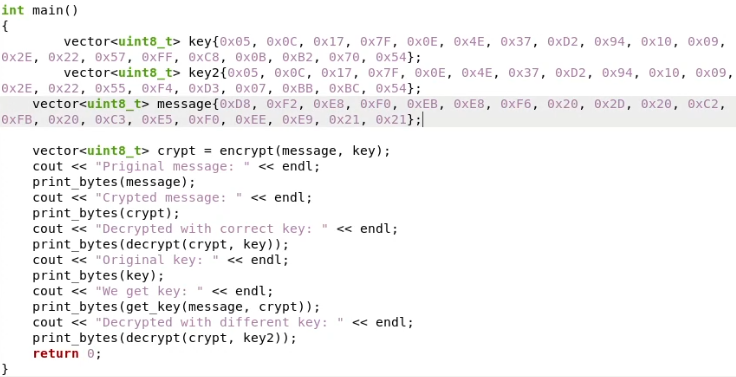 int main()
{
vector<uint8_t> key{0x05, 0x0C, 0x17, 0x7F, 0x0E, 0x4E, 0x37, 0xD2, 0x94, 0x10, 0x09,
0x2E, 0x22, 0x57, 0xFF, 0xC8, 0x0B, 0xB2, 0x70, 0x54};
vector<uint8_t> key2{0x05, 0x0C, 0x17, 0x7F, 0x0E, 0x4E, 0x37, 0xD2, 0x94, 0x10, 0x09,
0x2E, 0x22, 0x55, 0xF4, 0xD3, 0x07, 0xBB, 0xBC, 0x54};
vector<uint8_t> message{0xD8, 0xF2, 0xE8, 0xF0, 0xEB, 0xE8, 0xF6, 0x20, 0x2D, 0x20, 0xC2,
0xFB, 0x20, 0xC3, 0xE5, 0xF0, 0xEE, 0xE9, 0x21, 0x21};
vector<uint8_t> crypt = encrypt(message, key);
cout << "Priginal message: " << endl;
print_bytes(message);
cout << "Crypted message: " << endl;
print_bytes(crypt);
cout << "Decrypted with correct key: " << endl;
print_bytes(decrypt(crypt, key));
cout << "Original key: " << endl;
print_bytes(key);
cout << "We get key: " << endl;
print_bytes(get_key(message, crypt));
cout << "Decrypted with different key: " << endl;
print_bytes(decrypt(crypt, key2));
return 0;
}